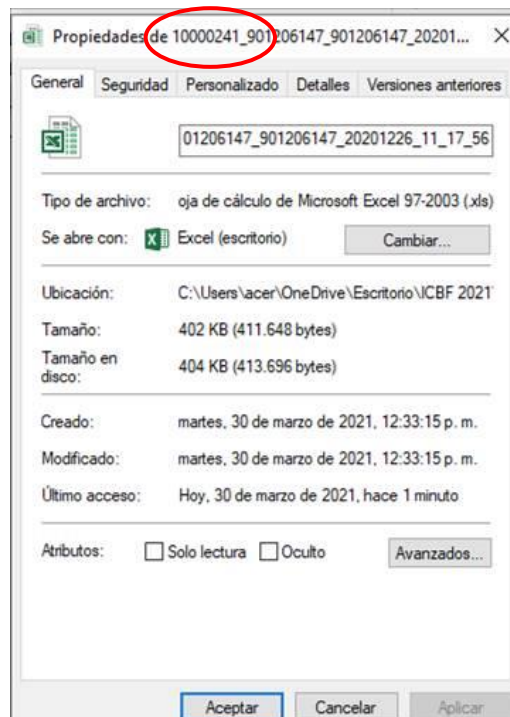 Propiedades de 10000241_901206147_901206147_20201...
General Seguridad Personalizado Detalles Versiones anteriores
01206147_901206147_20201226_11_17_56
Tipo de archivo: oja de cálculo de Microsoft Excel 97-2003 (.xls)
Se abre con: Excel (escritorio) Cambiar...
Ubicación: C:\Users\acer\OneDrive\Escritorio\ICBF 2021
Tamaño: 402 KB (411.648 bytes)
Tamaño en
disco: 404 KB (413.696 bytes)
Creado: martes, 30 de marzo de 2021, 12:33:15 p. m.
Modificado: martes, 30 de marzo de 2021, 12:33:15 p. m.
Último acceso: Hoy, 30 de marzo de 2021, hace 1 minuto
Atributos: Solo lectura Oculto Avanzados...
Aceptar Cancelar Aplicar